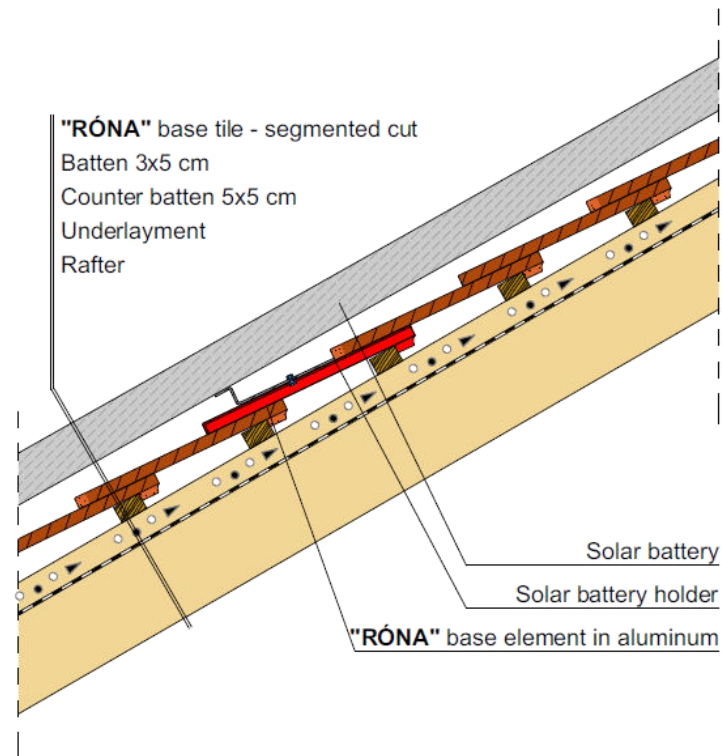 "RÓNA" base tile - segmented cut
Batten 3x5 cm
Counter batten 5x5 cm
Underlayment
Rafter
Solar battery
Solar battery holder
"RÓNA" base element in aluminum